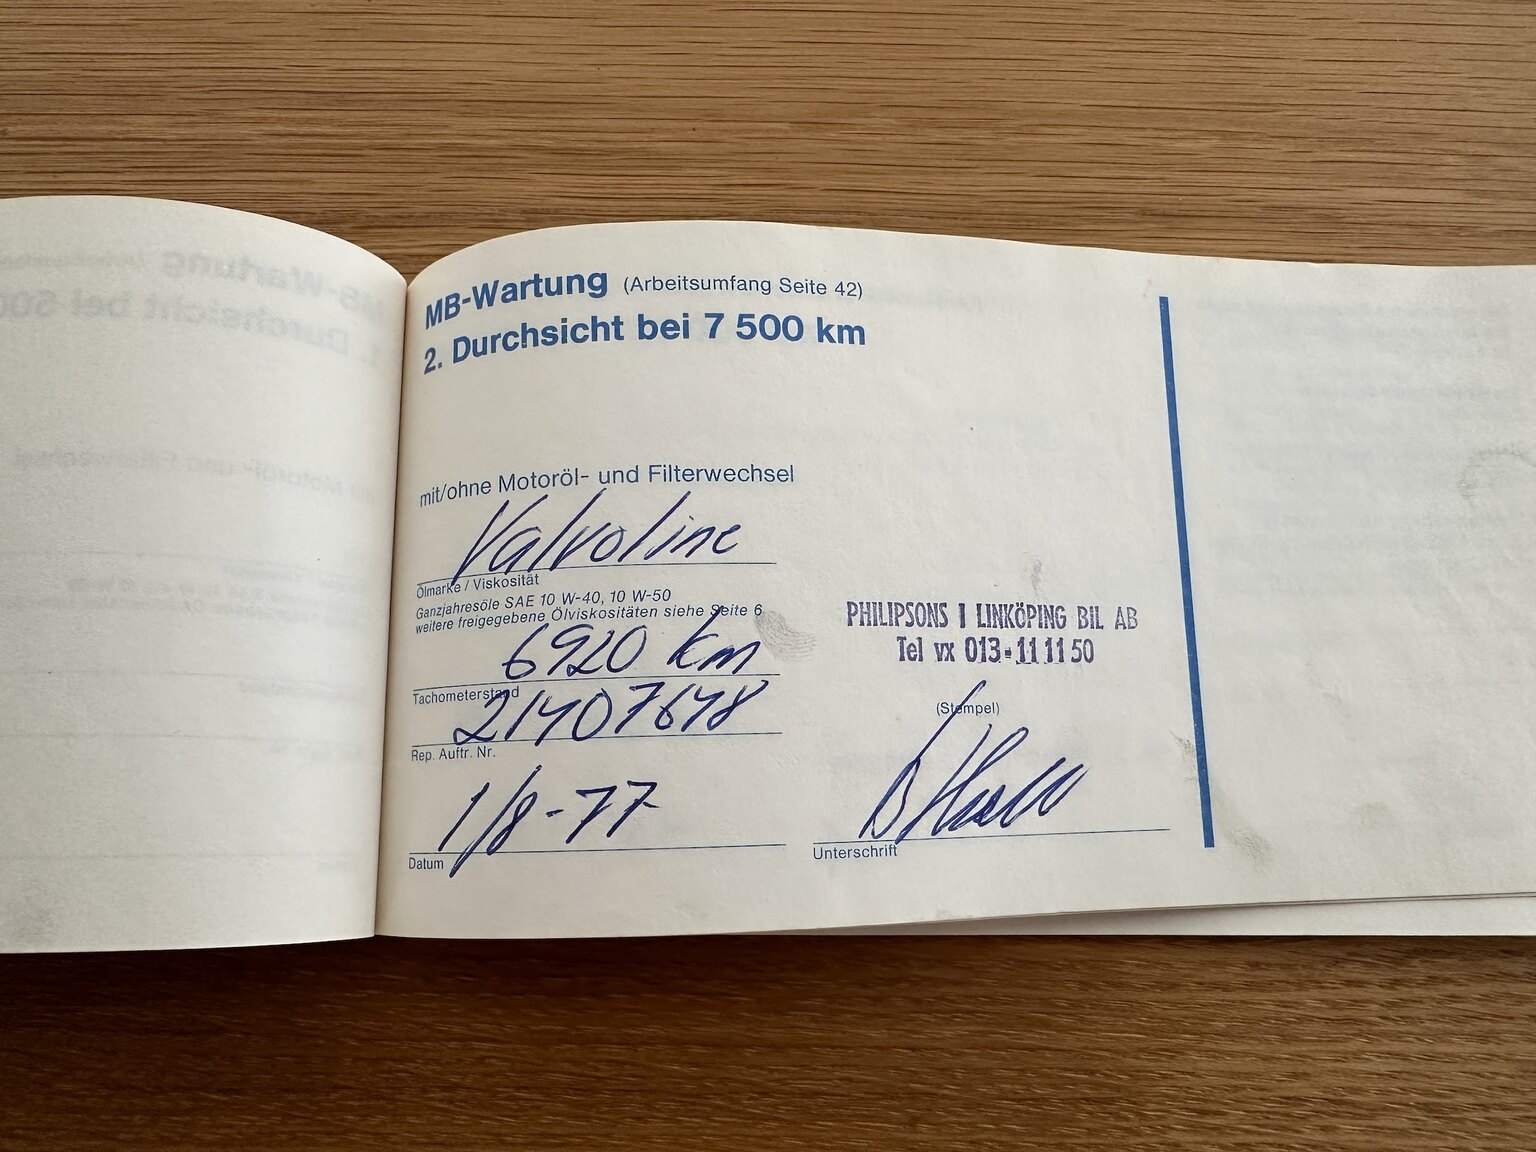 MB-Wartung (Arbeitsumfang Seite 42)
2. Durchsicht bei 7 500 km
mit/ohne Motoröl- und Filterwechsel
Valvoline
Ölmarke / Viskosität
Ganzjahresöle SAE 10 W-40, 10 W-50
weitere freigegebene Ölviskositäten siehe Seite 6
6920 km
Tachometerstand
21407648
Rep. Auftr. Nr.
1/8-77
Datum
PHILIPSONS I LINKÖPING BIL AB
Tel vx 013-11 11 50
(Stempel)
Unterschrift